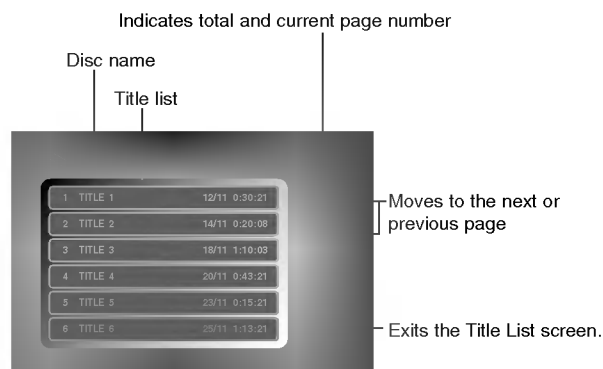 Indicates total and current page number
Disc name
Title list
1 TITLE 1 12/11 0:30:21
2 TITLE 2 14/11 0:20:08
3 TITLE 3 18/11 1:10:03
4 TITLE 4 20/11 0:43:21
5 TITLE 5 23/11 0:15:21
6 TITLE 6 25/11 1:13:21
Moves to the next or
previous page
Exits the Title List screen.